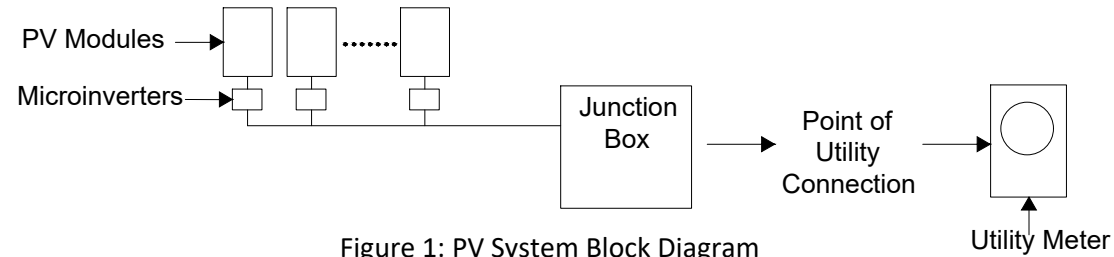 PV Modules
Microinverters
Junction
Box
Point of
Utility
Connection
Utility Meter
Figure 1: PV System Block Diagram